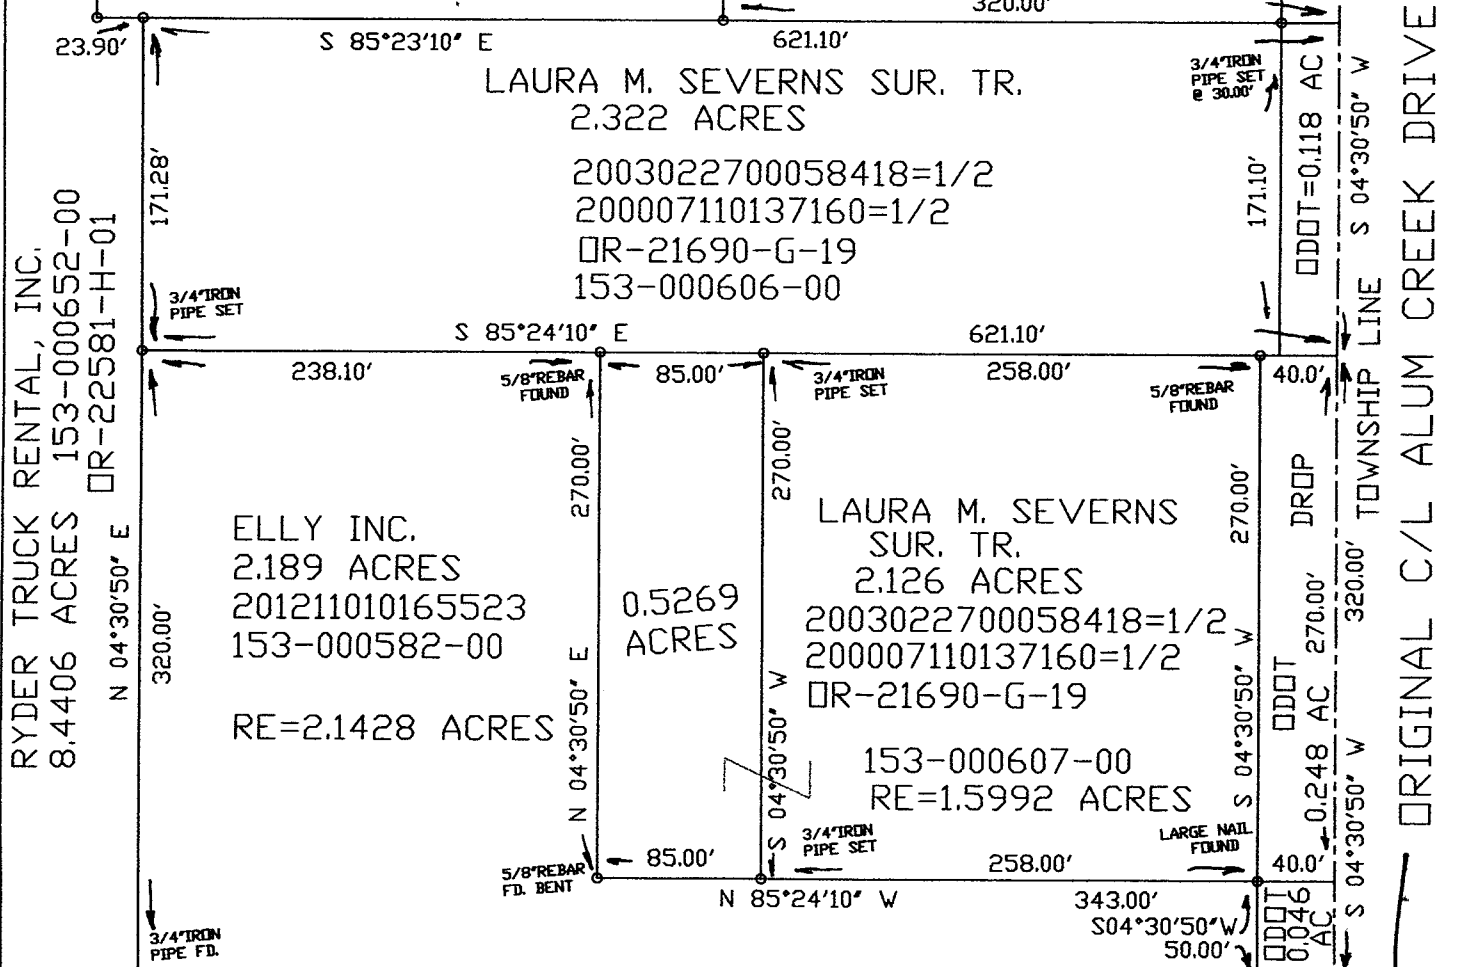 320.00'
23.90'
S 85°23'10" E
621.10'
LAURA M. SEVERNS SUR. TR.
2.322 ACRES
2003022700058418=1/2
200007110137160=1/2
OR-21690-G-19
153-000606-00
3/4"IRON
PIPE SET
@ 30.00'
171.28'
171.10'
ODOT=0.118 AC
S 04°30'50" W
3/4"IRON
PIPE SET
S 85°24'10" E
621.10'
238.10'
5/8"REBAR
FOUND
85.00'
3/4"IRON
PIPE SET
258.00'
5/8"REBAR
FOUND
40.0'
RYDER TRUCK RENTAL, INC.
8.4406 ACRES 153-000652-00
OR-22581-H-01
N 04°30'50" E
320.00'
ELLY INC.
2.189 ACRES
201211010165523
153-000582-00
RE=2.1428 ACRES
270.00'
N 04°30'50" E
0.5269
ACRES
270.00'
S 04°30'50" W
LAURA M. SEVERNS
SUR. TR.
2.126 ACRES
2003022700058418=1/2
200007110137160=1/2
OR-21690-G-19
153-000607-00
RE=1.5992 ACRES
270.00'
S 04°30'50" W
ODOT DROP
0.248 AC 270.00'
S 04°30'50" W 320.00' TOWNSHIP LINE
ORIGINAL C/L ALUM CREEK DRIVE
5/8"REBAR
FD. BENT
85.00'
3/4"IRON
PIPE SET
258.00'
LARGE NAIL
FOUND
40.0'
N 85°24'10" W
343.00'
S04°30'50"W
50.00'
ODOT
0.046
AC
3/4"IRON
PIPE FD.